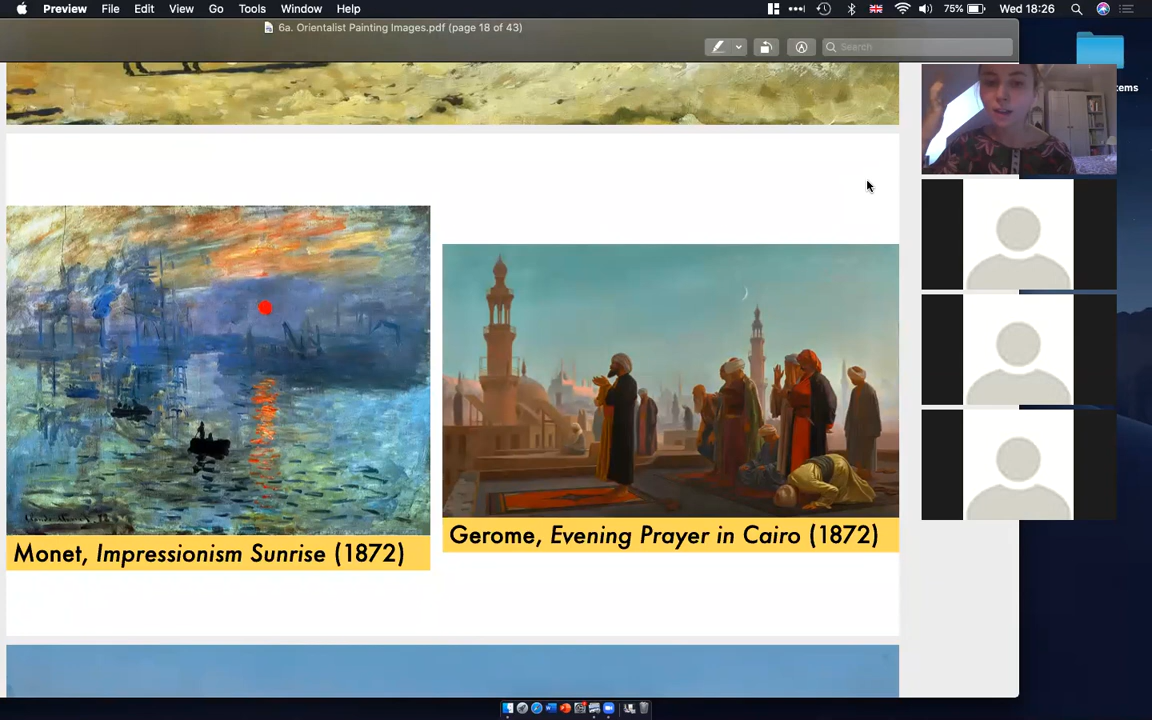 Preview File Edit View Go Tools Window Help
75% Wed 18:26
6a. Orientalist Painting Images.pdf (page 18 of 43)
Search
tems
Monet, Impressionism Sunrise (1872)
Gerome, Evening Prayer in Cairo (1872)